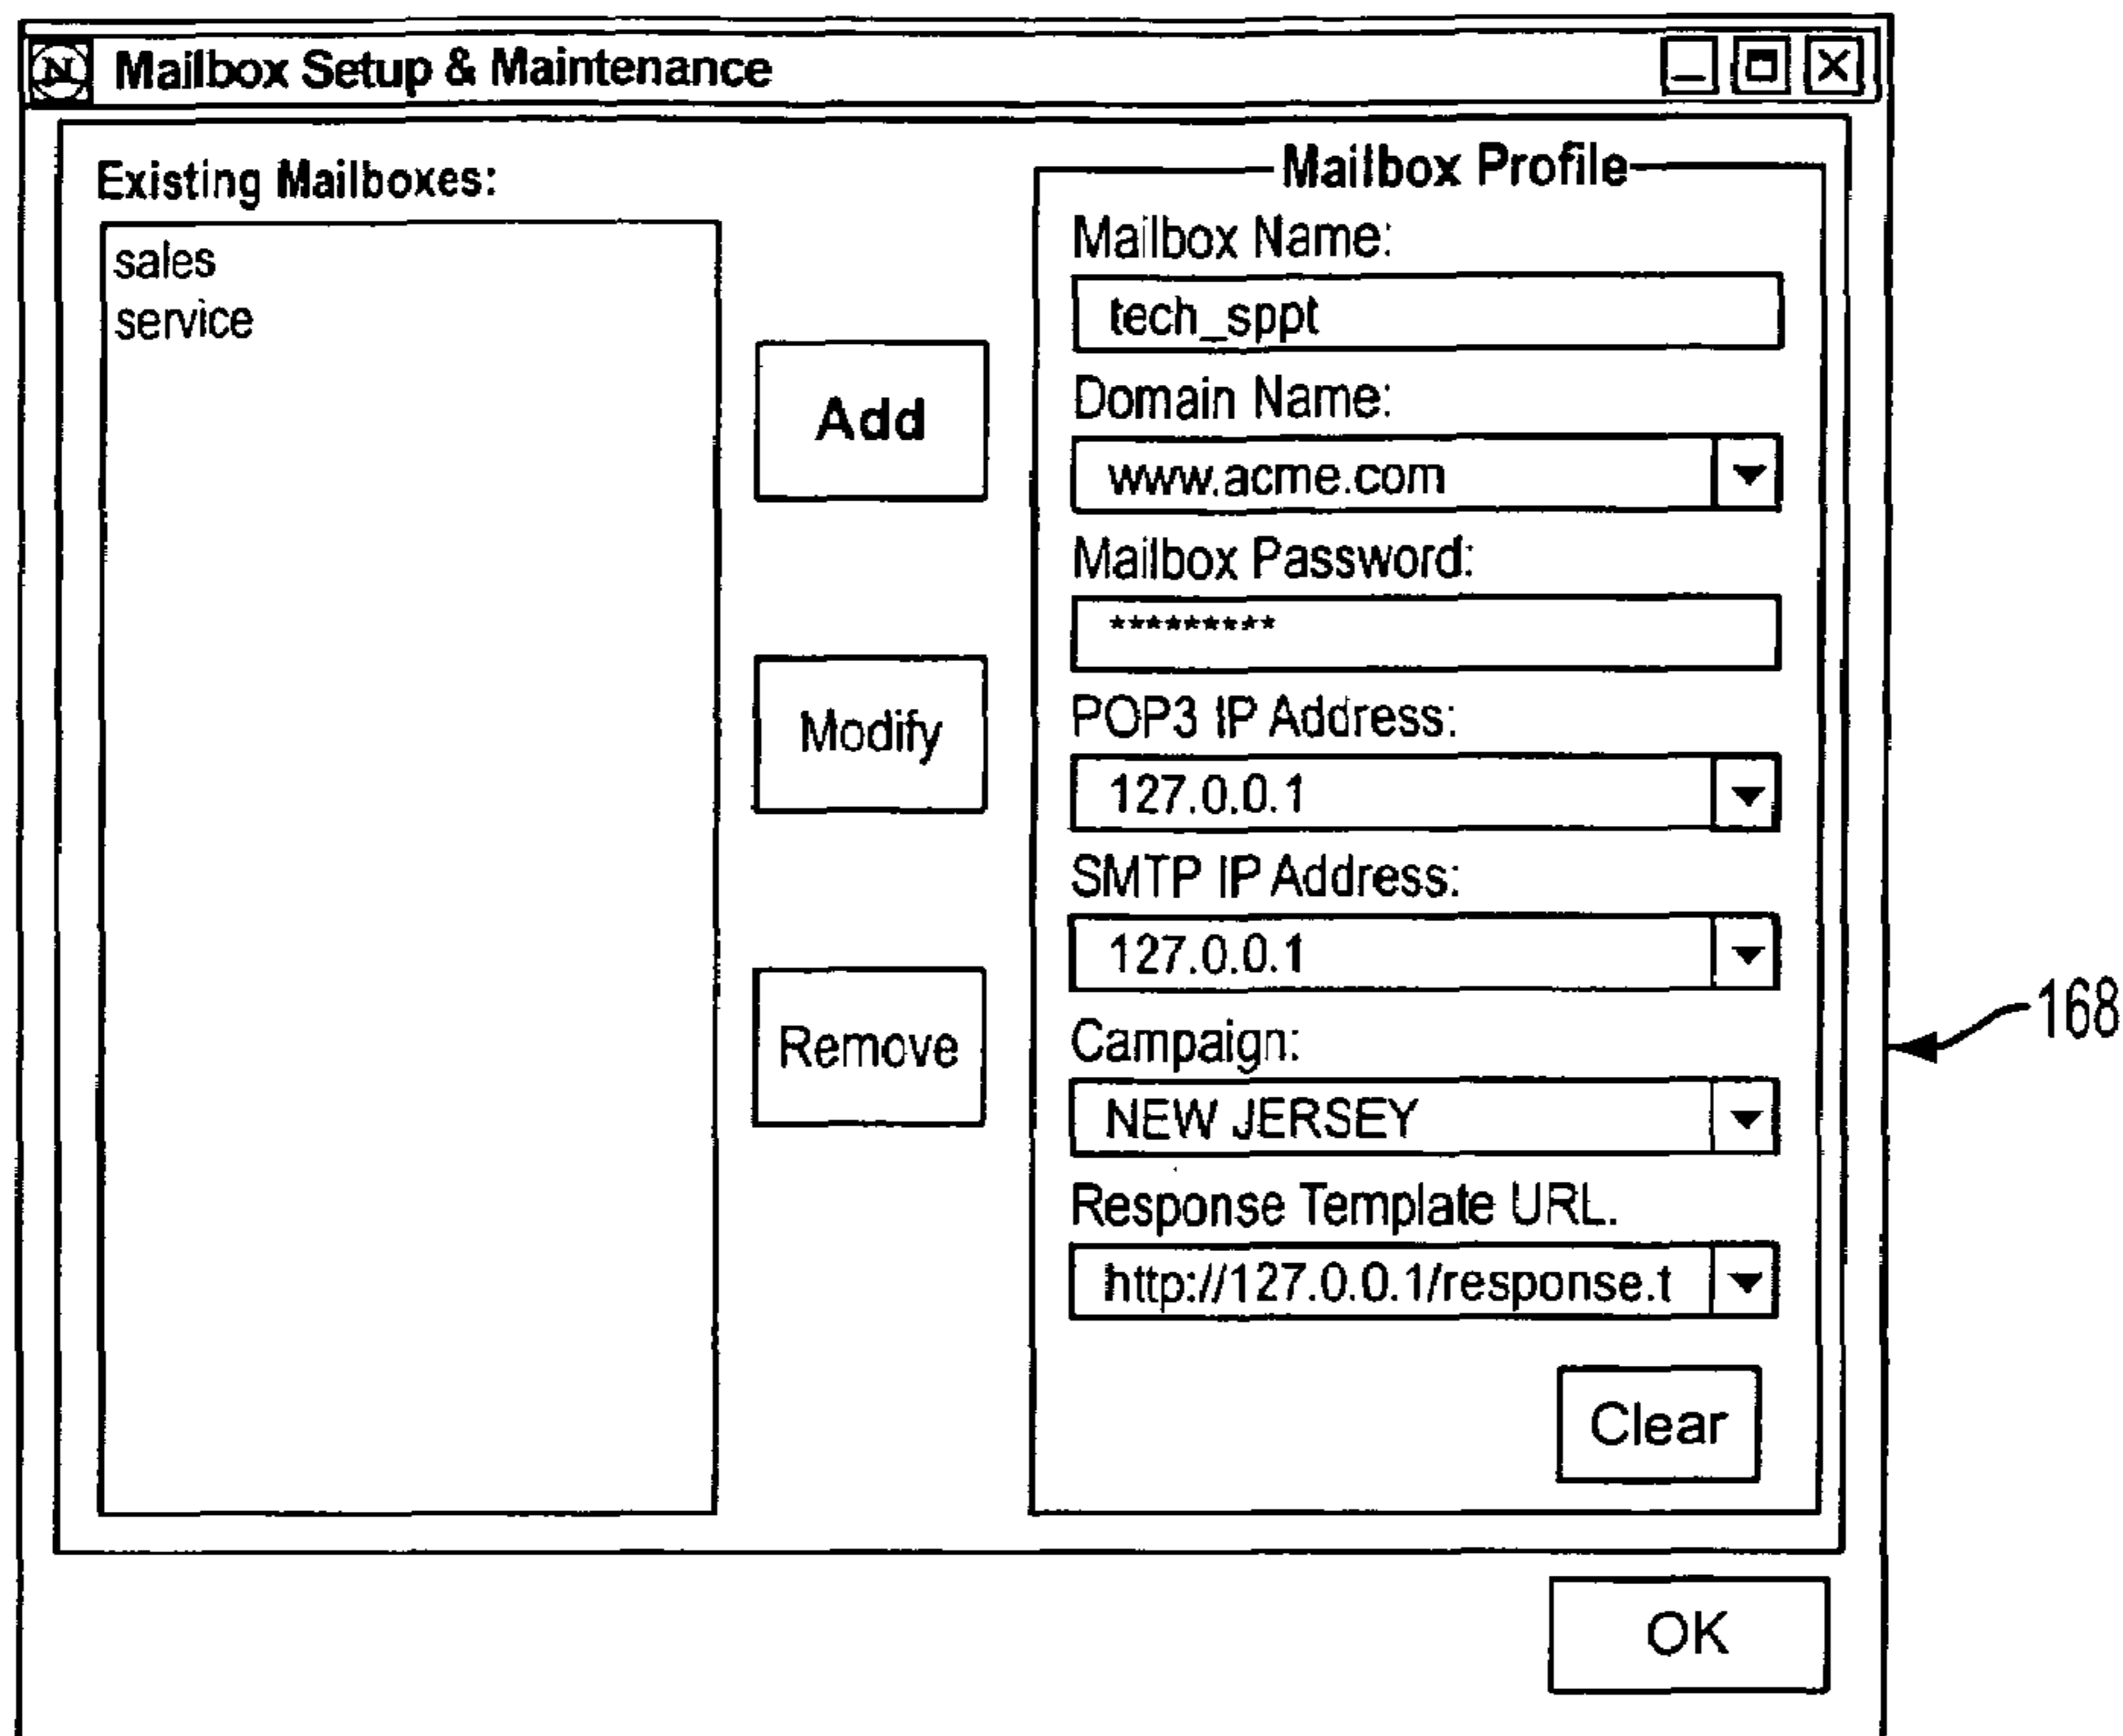 N Mailbox Setup & Maintenance
Existing Mailboxes:
sales
service
Add
Modify
Remove
Mailbox Profile
Mailbox Name:
tech_sppt
Domain Name:
www.acme.com
Mailbox Password:
*********
POP3 IP Address:
127.0.0.1
SMTP IP Address:
127.0.0.1
Campaign:
NEW JERSEY
Response Template URL.
http://127.0.0.1/response.t
Clear
OK
168